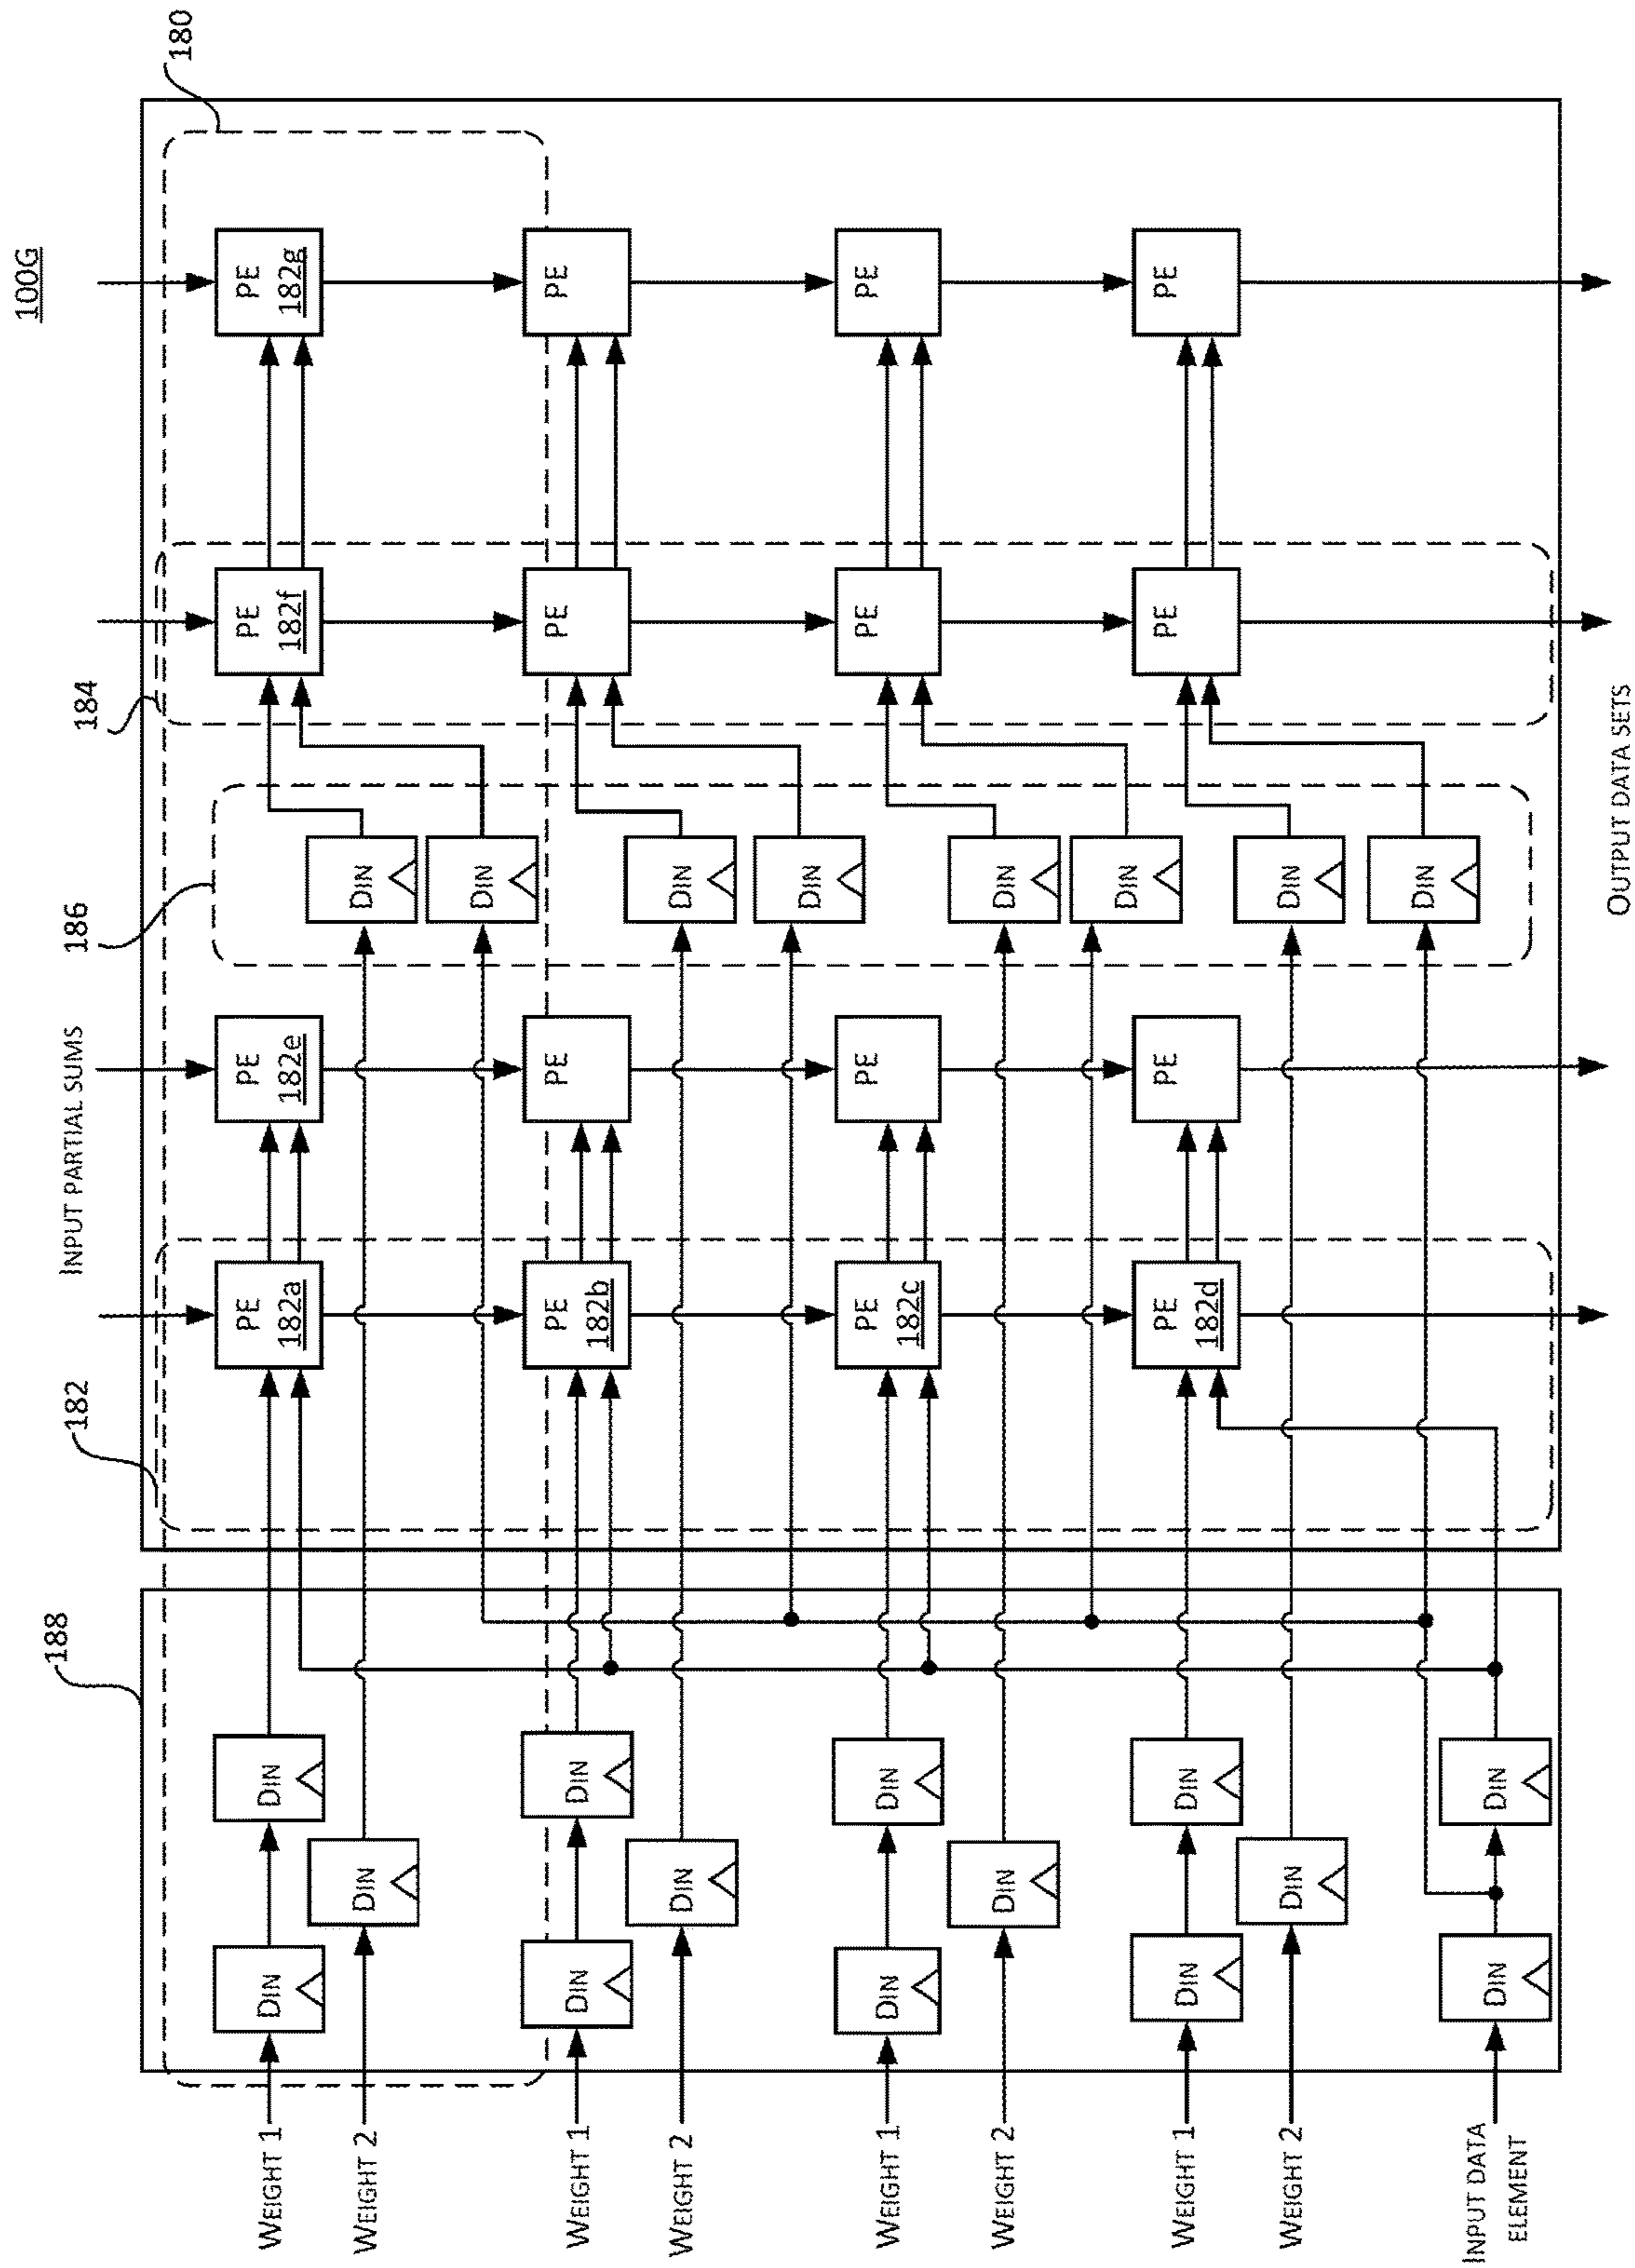 100G
188
182
INPUT PARTIAL SUMS
186
184
180
WEIGHT 1
DIN
DIN
PE
182a
PE
182e
PE
182f
PE
182g
WEIGHT 2
DIN
DIN
DIN
WEIGHT 1
DIN
DIN
PE
182b
PE
PE
PE
WEIGHT 2
DIN
DIN
DIN
WEIGHT 1
DIN
DIN
PE
182c
PE
PE
PE
WEIGHT 2
DIN
DIN
DIN
WEIGHT 1
DIN
DIN
PE
182d
PE
PE
PE
WEIGHT 2
DIN
DIN
DIN
INPUT DATA
ELEMENT
DIN
DIN
OUTPUT DATA SETS